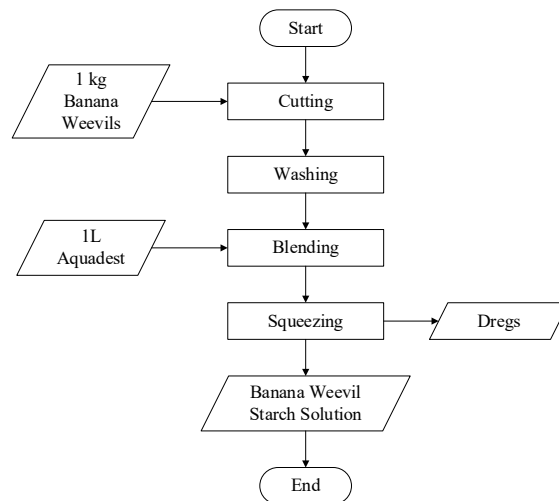 Start
1 kg
Banana
Weevils
Cutting
Washing
1L
Aquadest
Blending
Squeezing
Dregs
Banana Weevil
Starch Solution
End